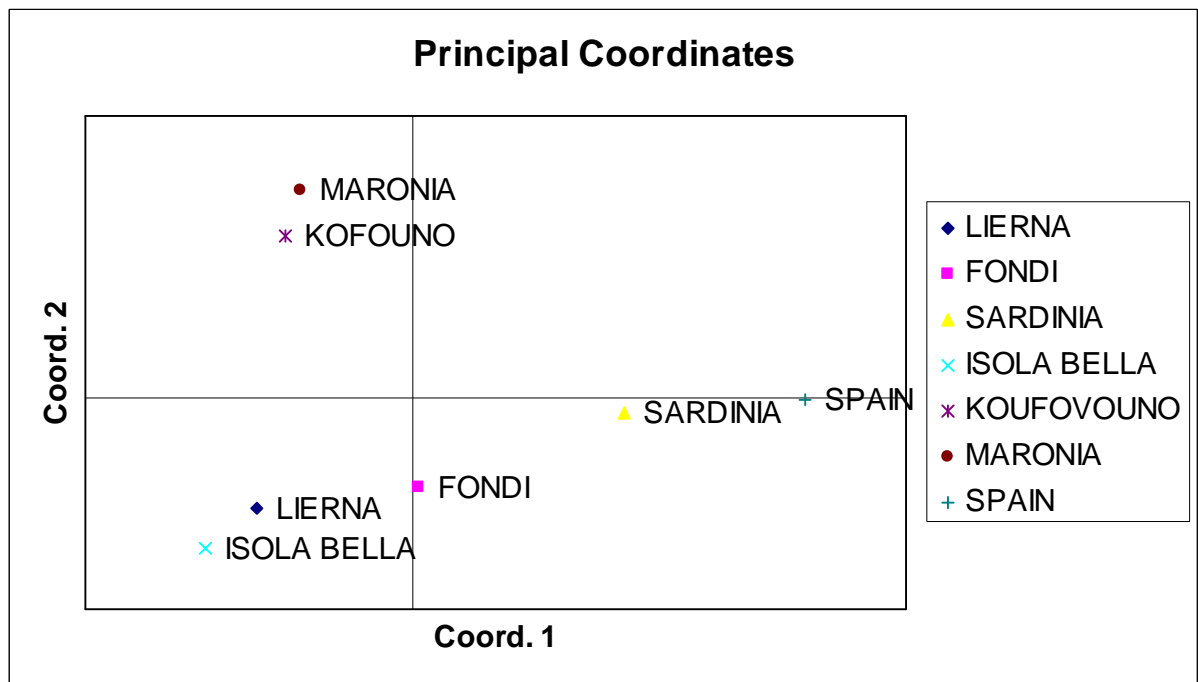 Principal Coordinates
MARONIA
KOFOUNO
Coord. 2
SARDINIA
SPAIN
FONDI
LIERNA
ISOLA BELLA
Coord. 1
LIERNA
FONDI
SARDINIA
ISOLA BELLA
KOUFOVOUNO
MARONIA
SPAIN